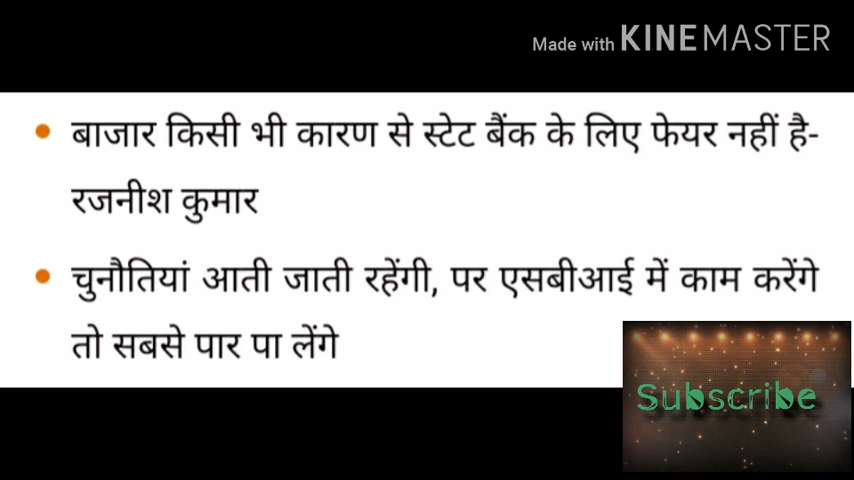 Made with KINEMASTER
• बाजार किसी भी कारण से स्टेट बैंक के लिए फेयर नहीं है-
रजनीश कुमार
• चुनौतियां आती जाती रहेंगी, पर एसबीआई में काम करेंगे
तो सबसे पार पा लेंगे
Subscribe